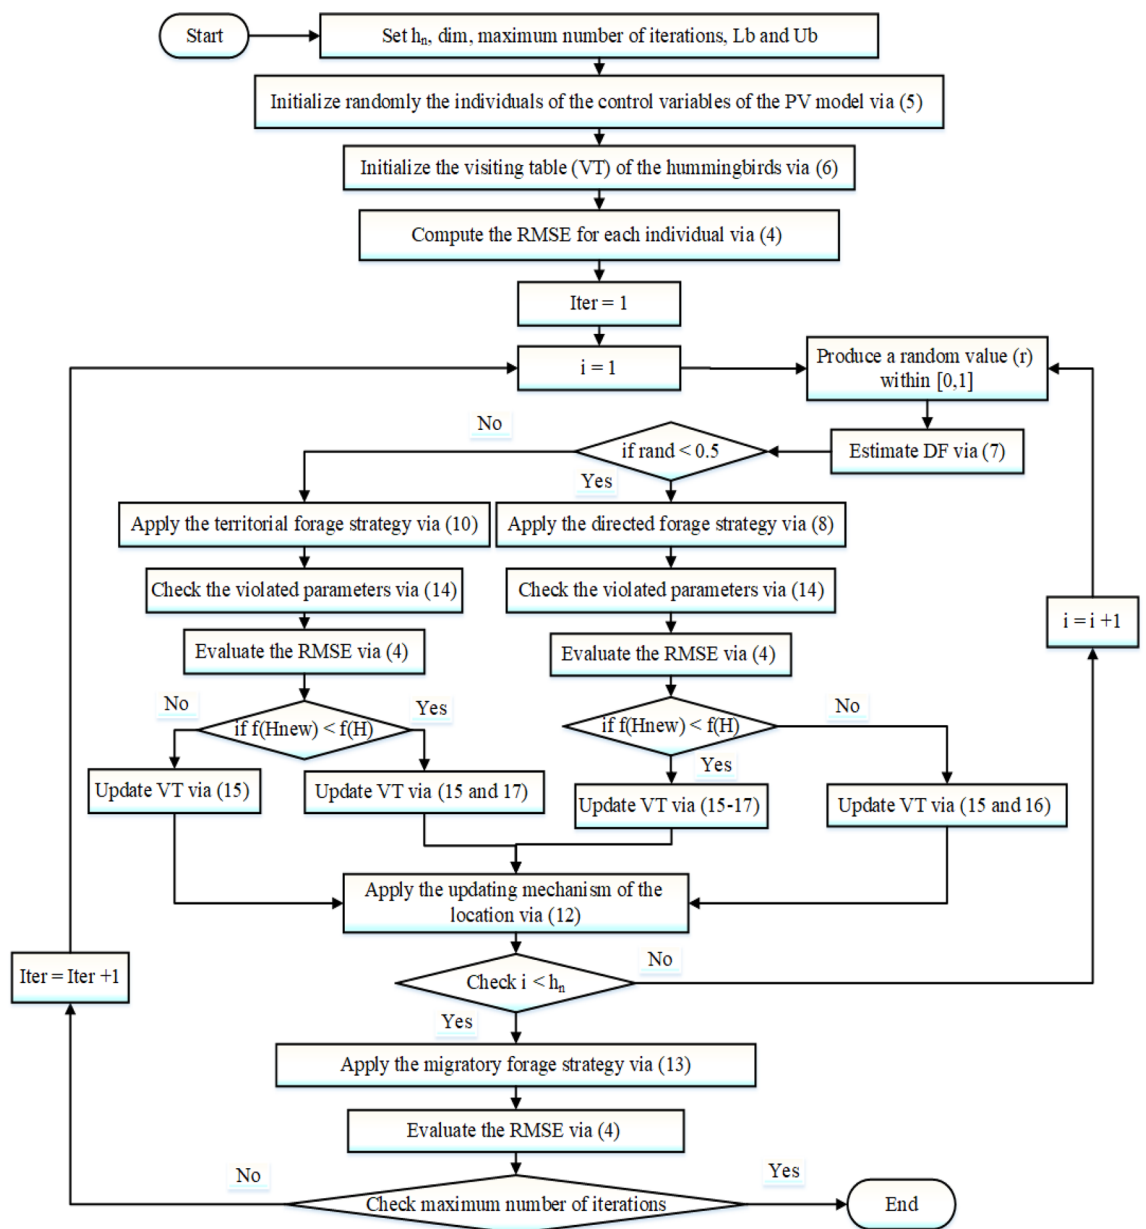 Start
Set hn, dim, maximum number of iterations, Lb and Ub
Initialize randomly the individuals of the control variables of the PV model via (5)
Initialize the visiting table (VT) of the hummingbirds via (6)
Compute the RMSE for each individual via (4)
Iter = 1
i = 1
Produce a random value (r)
within [0,1]
Estimate DF via (7)
if rand < 0.5
No
Yes
Apply the territorial forage strategy via (10)
Apply the directed forage strategy via (8)
Check the violated parameters via (14)
Check the violated parameters via (14)
i = i +1
Evaluate the RMSE via (4)
Evaluate the RMSE via (4)
No
if f(Hnew) < f(H)
Yes
if f(Hnew) < f(H)
No
Yes
Update VT via (15)
Update VT via (15 and 17)
Update VT via (15-17)
Update VT via (15 and 16)
Apply the updating mechanism of the
location via (12)
Iter = Iter +1
Check i < hn
No
Yes
Apply the migratory forage strategy via (13)
Evaluate the RMSE via (4)
No
Check maximum number of iterations
Yes
End